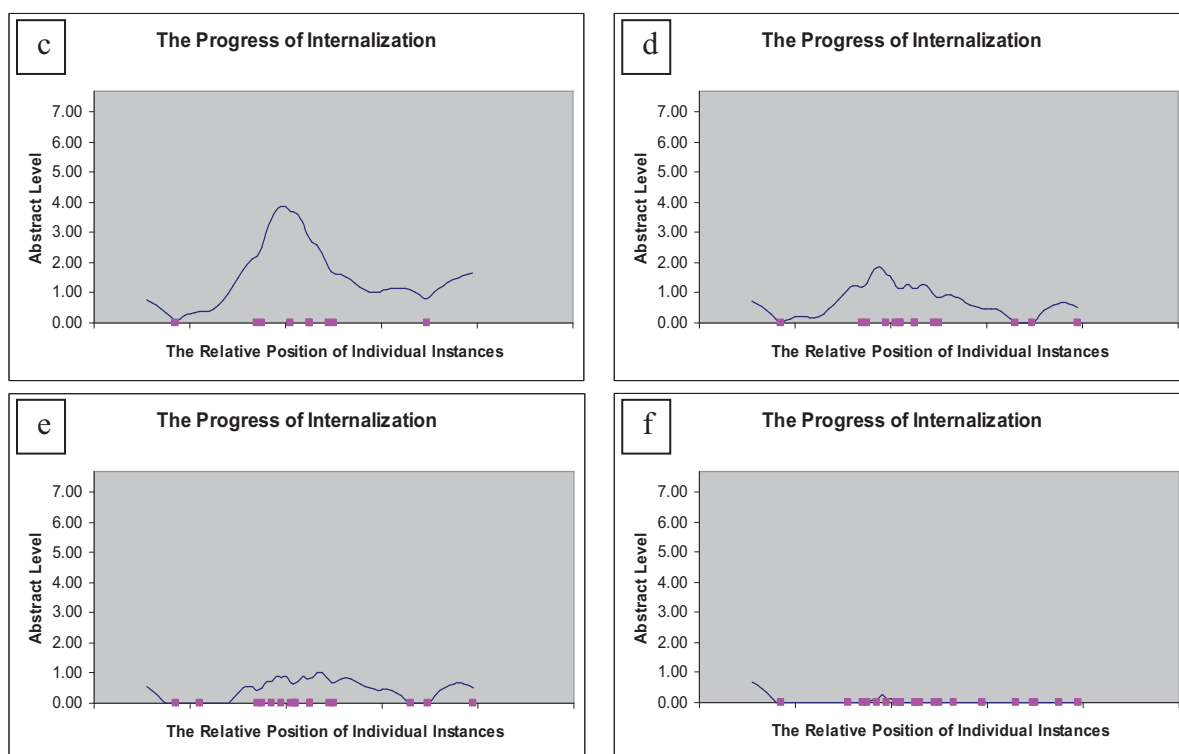 c
The Progress of Internalization
7.00
6.00
5.00
4.00
3.00
2.00
1.00
0.00
Abstract Level
The Relative Position of Individual Instances
d
The Progress of Internalization
7.00
6.00
5.00
4.00
3.00
2.00
1.00
0.00
Abstract Level
The Relative Position of Individual Instances
e
The Progress of Internalization
7.00
6.00
5.00
4.00
3.00
2.00
1.00
0.00
Abstract Level
The Relative Position of Individual Instances
f
The Progress of Internalization
7.00
6.00
5.00
4.00
3.00
2.00
1.00
0.00
Abstract Level
The Relative Position of Individual Instances